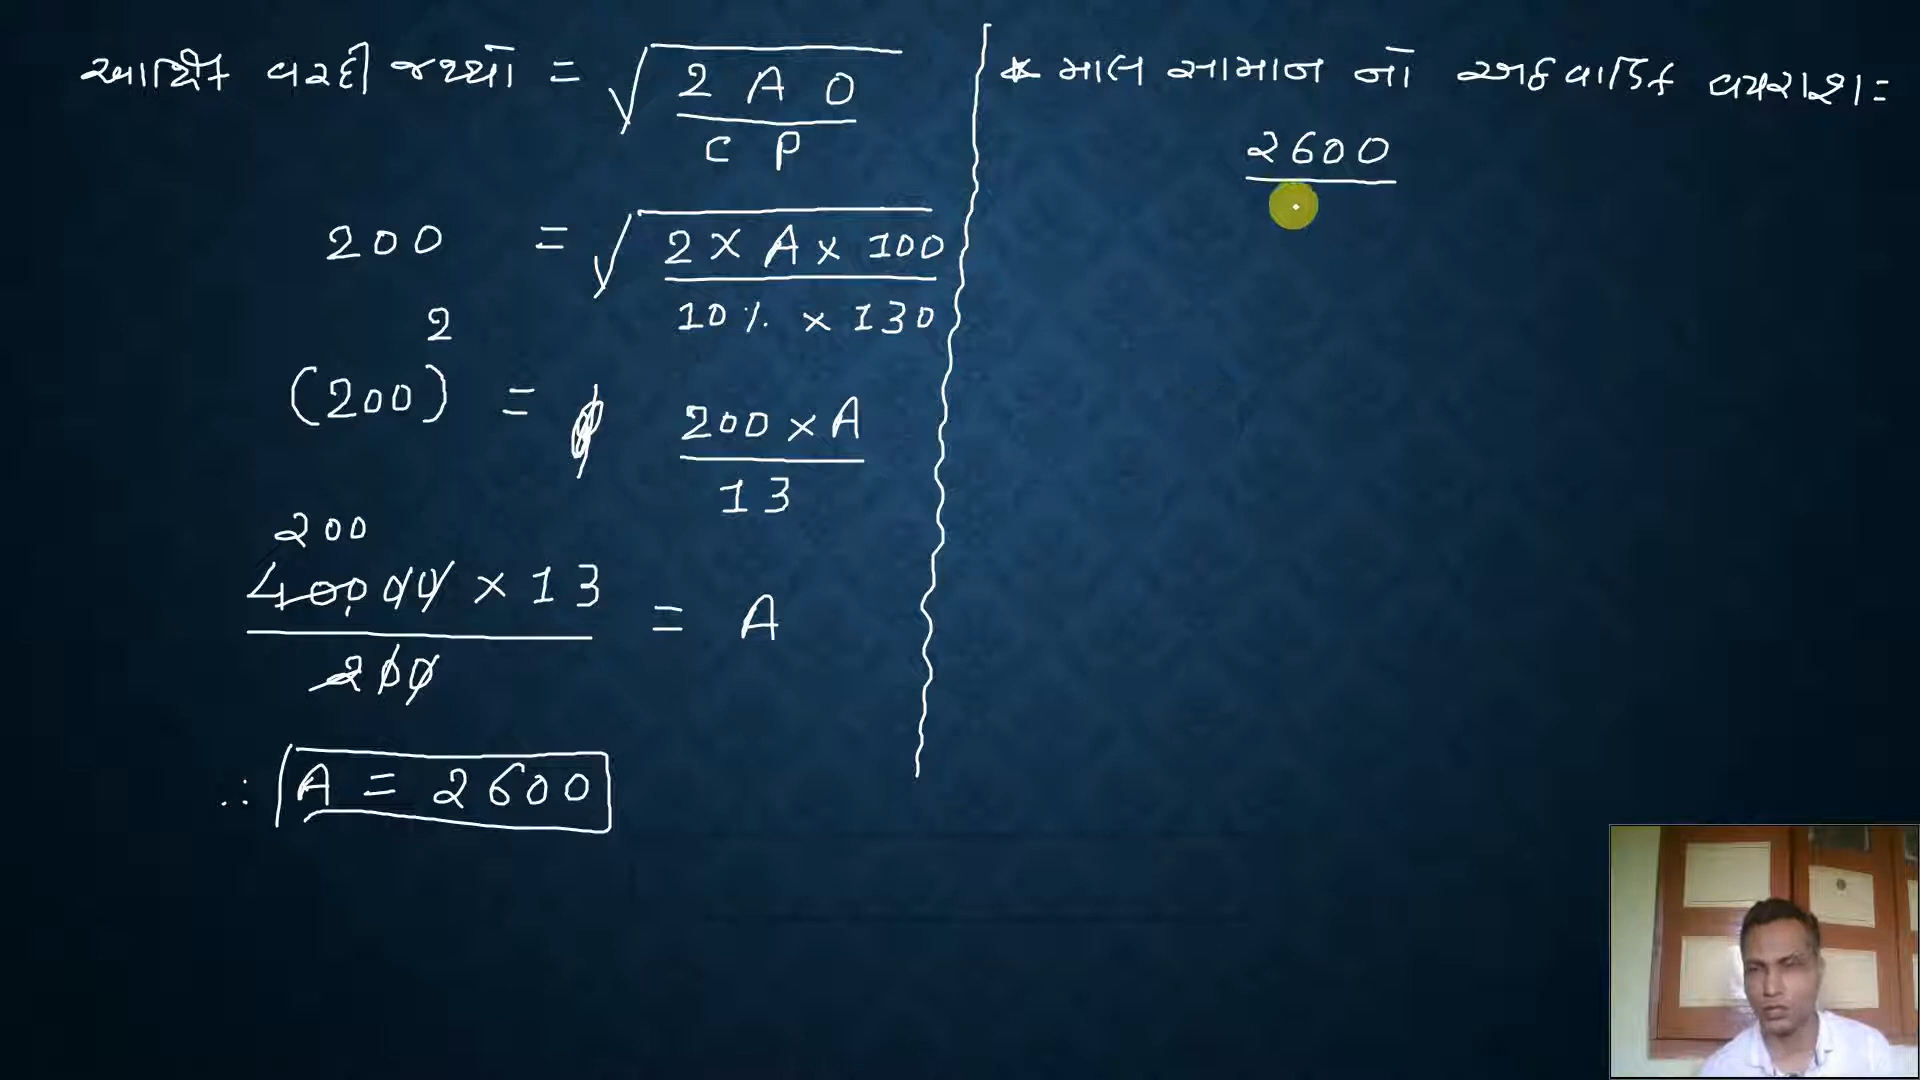 આર્થિક વરદી જથ્થો = √ 2 A O
C P
200 = √ 2 × A × 100
10 % × 130
(200)² = 200 × A
13
200
40000 × 13 = A
200
∴ A = 2600
* માલ સામાન નો અઠવાડિક વપરાશ =
2600